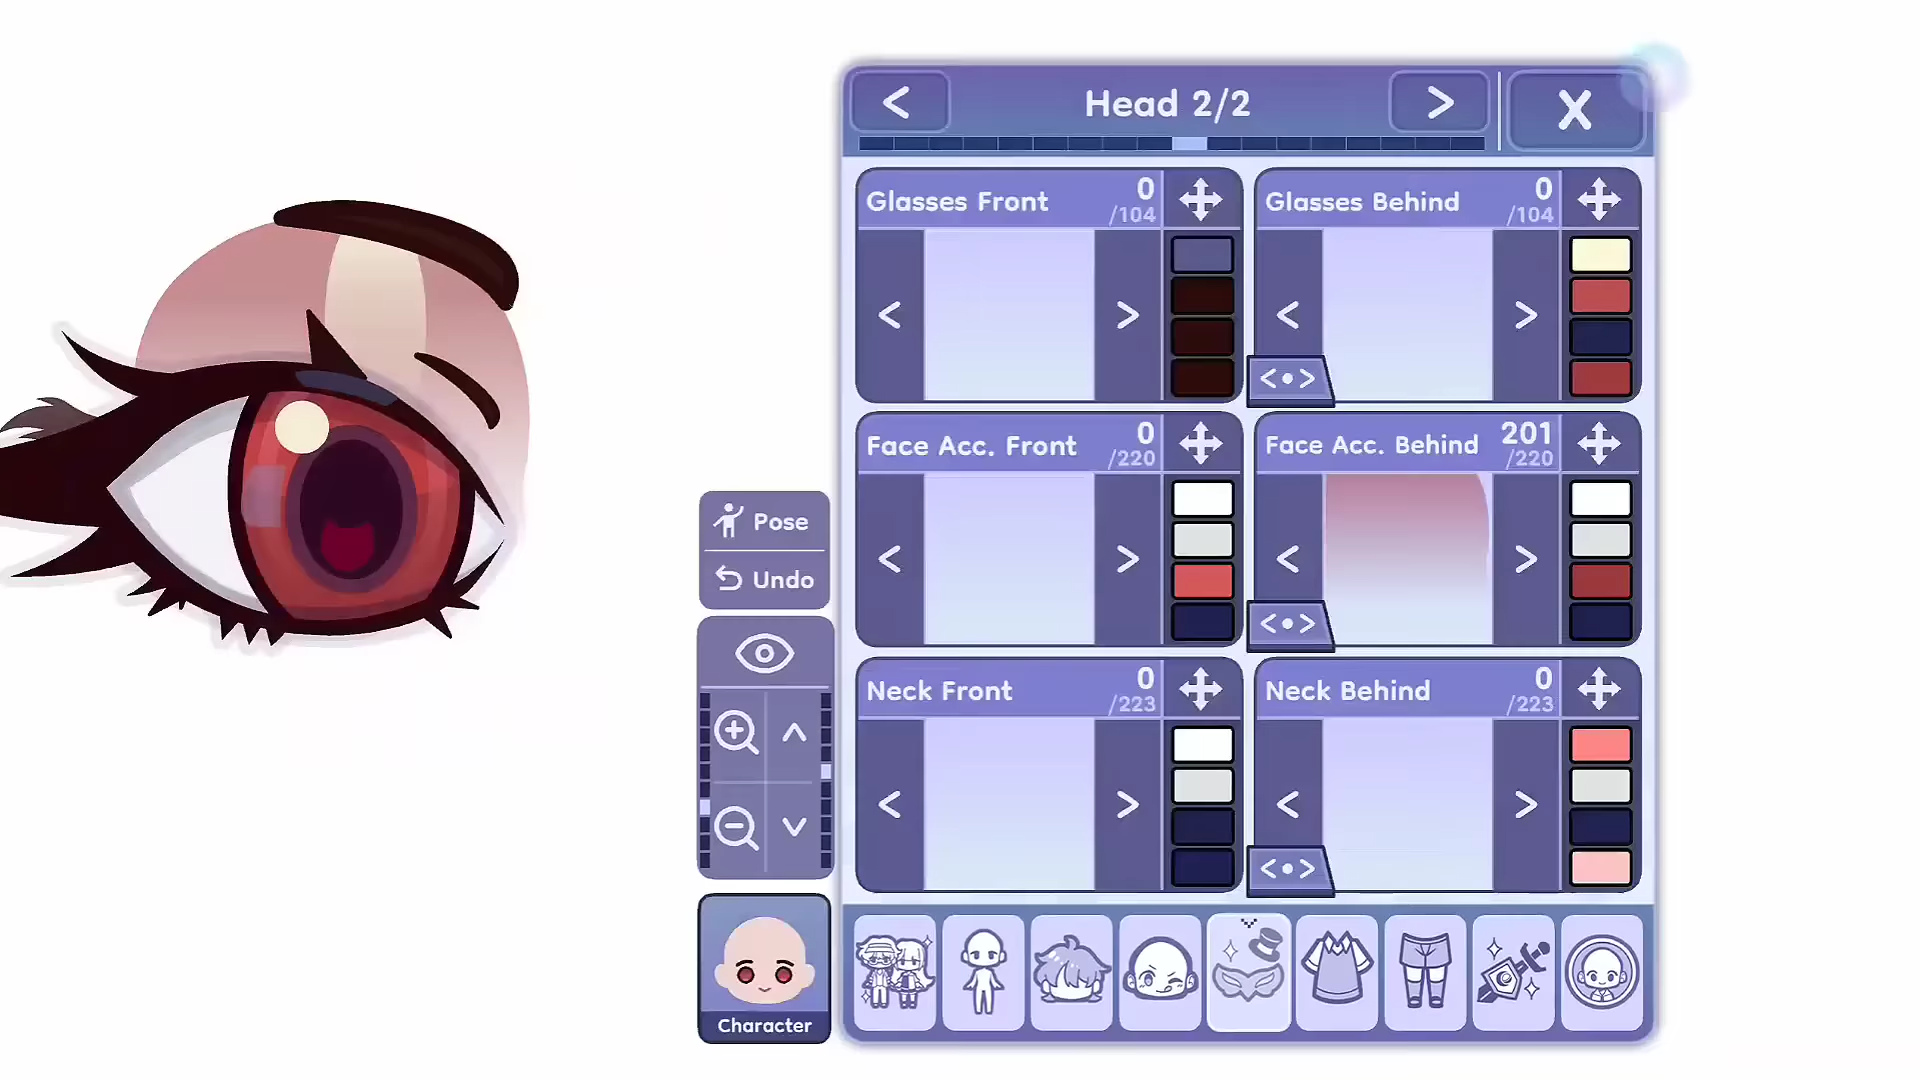 < Head 2/2 > X
Glasses Front 0 /104
Glasses Behind 0 /104
< >
< >
<•>
Face Acc. Front 0 /220
Face Acc. Behind 201 /220
< >
< >
<•>
Neck Front 0 /223
Neck Behind 0 /223
< >
< >
<•>
Pose
Undo
Character